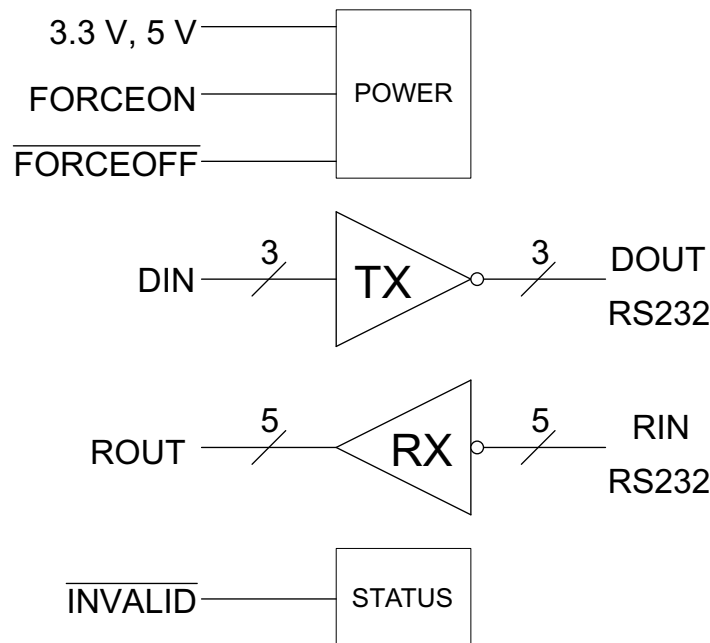 3.3 V, 5 V
POWER
FORCEON
FORCEOFF
3
3
DOUT
DIN
TX
RS232
5
5
RIN
ROUT
RX
RS232
INVALID
STATUS